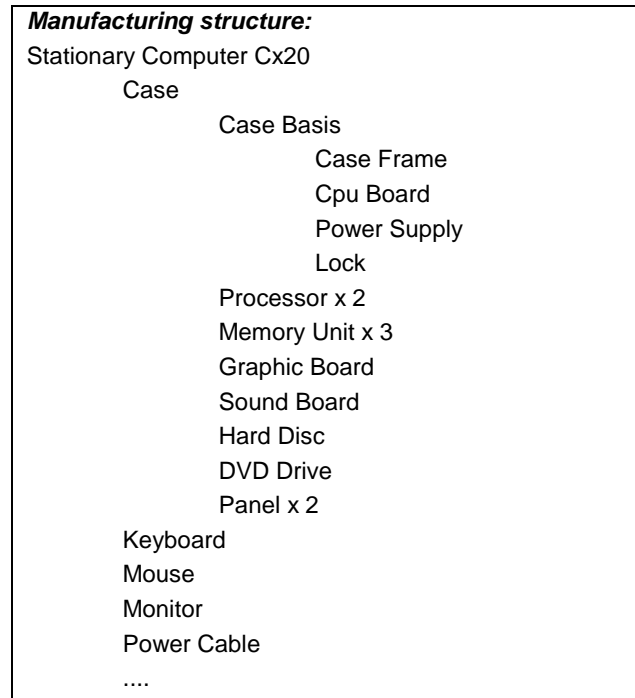 Manufacturing structure:
Stationary Computer Cx20
Case
Case Basis
Case Frame
Cpu Board
Power Supply
Lock
Processor x 2
Memory Unit x 3
Graphic Board
Sound Board
Hard Disc
DVD Drive
Panel x 2
Keyboard
Mouse
Monitor
Power Cable
....